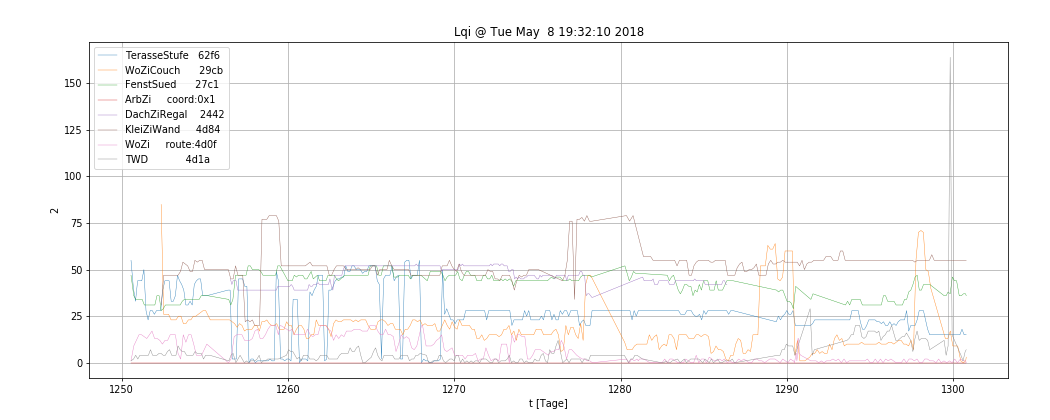 Lqi @ Tue May  8 19:32:10 2018
TerasseStufe   62f6
WoZiCouch      29cb
FenstSued      27c1
ArbZi     coord:0x1
DachZiRegal    2442
KleiZiWand     4d84
WoZi     route:4d0f
TWD            4d1a
150
125
100
75
50
25
0
2
1250 1260 1270 1280 1290 1300
t [Tage]